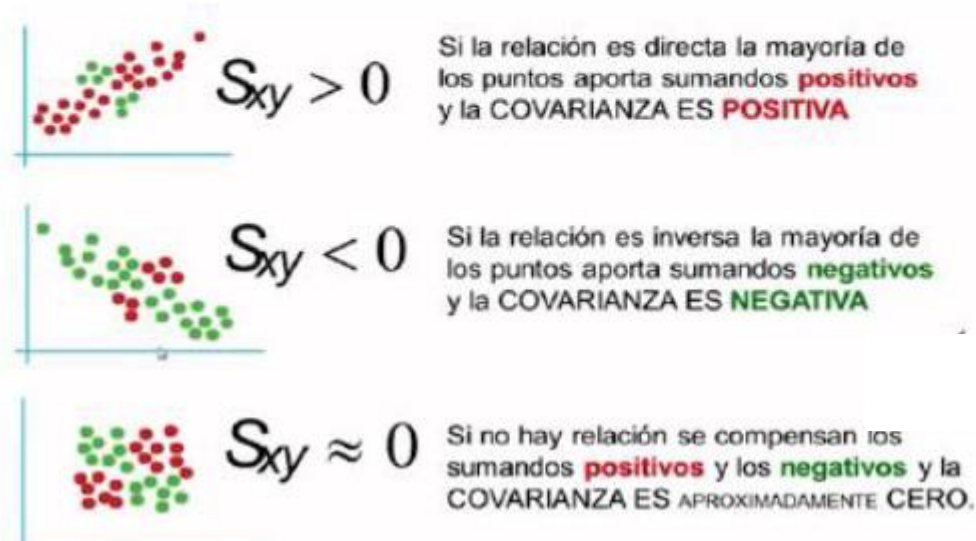 Sxy > 0
Si la relación es directa la mayoría de
los puntos aporta sumandos positivos
y la COVARIANZA ES POSITIVA
Sxy < 0
Si la relación es inversa la mayoría de
los puntos aporta sumandos negativos
y la COVARIANZA ES NEGATIVA
Sxy ≈ 0
Si no hay relación se compensan los
sumandos positivos y los negativos y la
COVARIANZA ES APROXIMADAMENTE CERO.